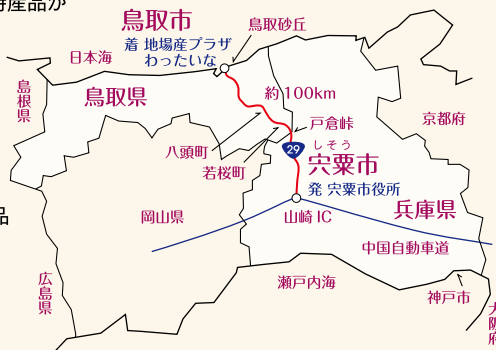 特産品が
鳥取市
鳥取砂丘
着 地場産プラザ
わったいな
日本海
島根県
鳥取県
約100km
京都府
戸倉峠
八頭町
しそう
29
宍粟市
若桜町
発 宍粟市役所
品
岡山県
山崎IC
兵庫県
中国自動車道
広島県
瀬戸内海
神戸市
大阪府